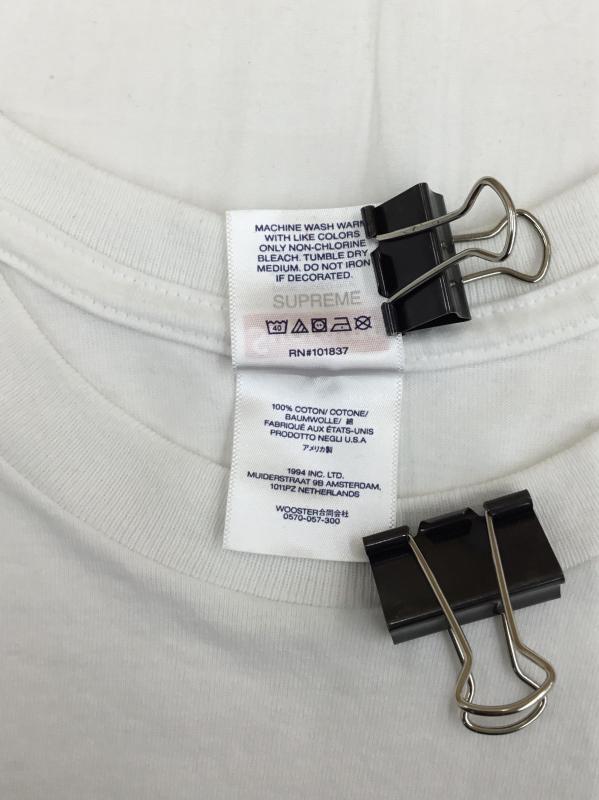 MACHINE WASH WARM
WITH LIKE COLORS
ONLY NON-CHLORINE
BLEACH. TUMBLE DRY
MEDIUM. DO NOT IRON
IF DECORATED.
SUPREME
40
RN#101837
100% COTON/ COTONE/
BAUMWOLLE/ 綿
FABRIQUÉ AUX ÉTATS-UNIS
PRODOTTO NEGLI U.S.A
アメリカ製
1994 INC. LTD.
MUIDERSTRAAT 9B AMSTERDAM,
1011PZ NETHERLANDS
WOOSTER合同会社
0570-057-300